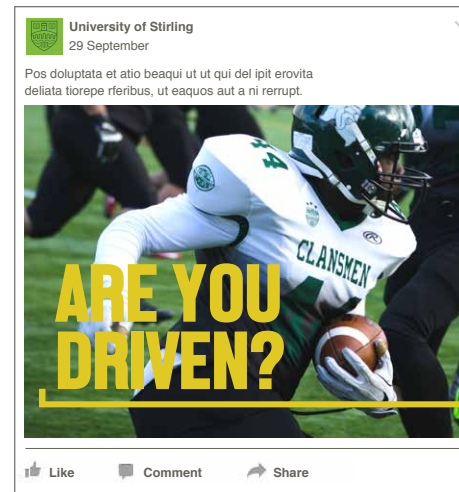 University of Stirling
29 September
Pos doluptata et atio beaqui ut ut qui del ipit erovita
deliata tiorepe rferibus, ut eaquos aut a ni rerrupt.
44
CLANSMEN
ARE YOU
DRIVEN?
Like
Comment
Share